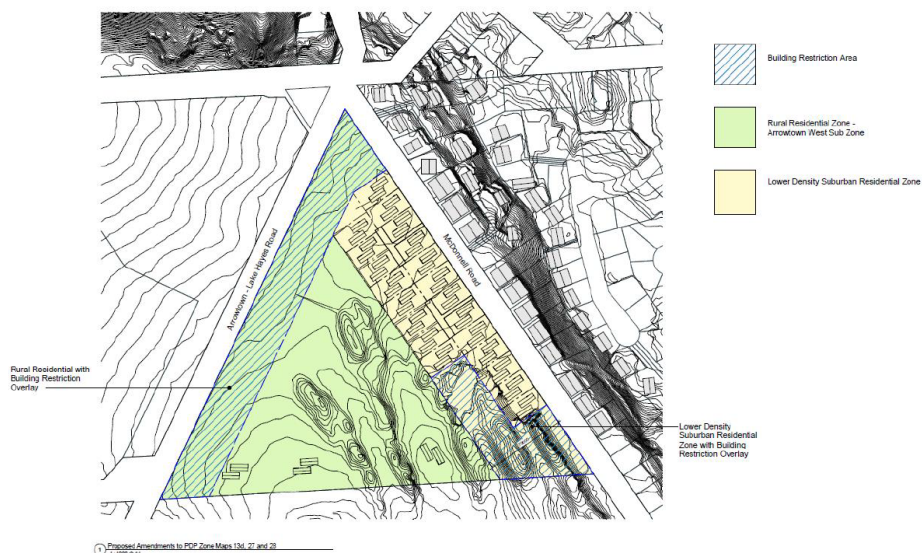 Building Restriction Area
Rural Residential Zone -
Arrowtown West Sub Zone
Lower Density Suburban Residential Zone
Arrowtown - Lake Hayes Road
McDonnell Road
Rural Residential with
Building Restriction
Overlay
Lower Density
Suburban Residential
Zone with Building
Restriction Overlay
1 Proposed Amendments to PDP Zone Maps 13d, 27 and 28